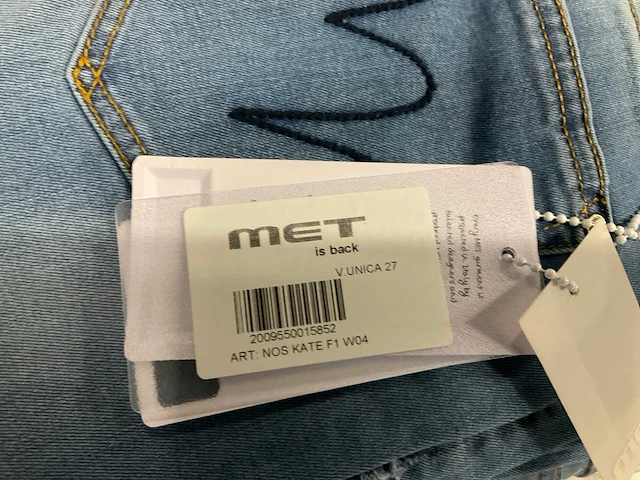 MET
is back
V.UNICA 27
2009550015852
ART: NOS KATE F1 W04